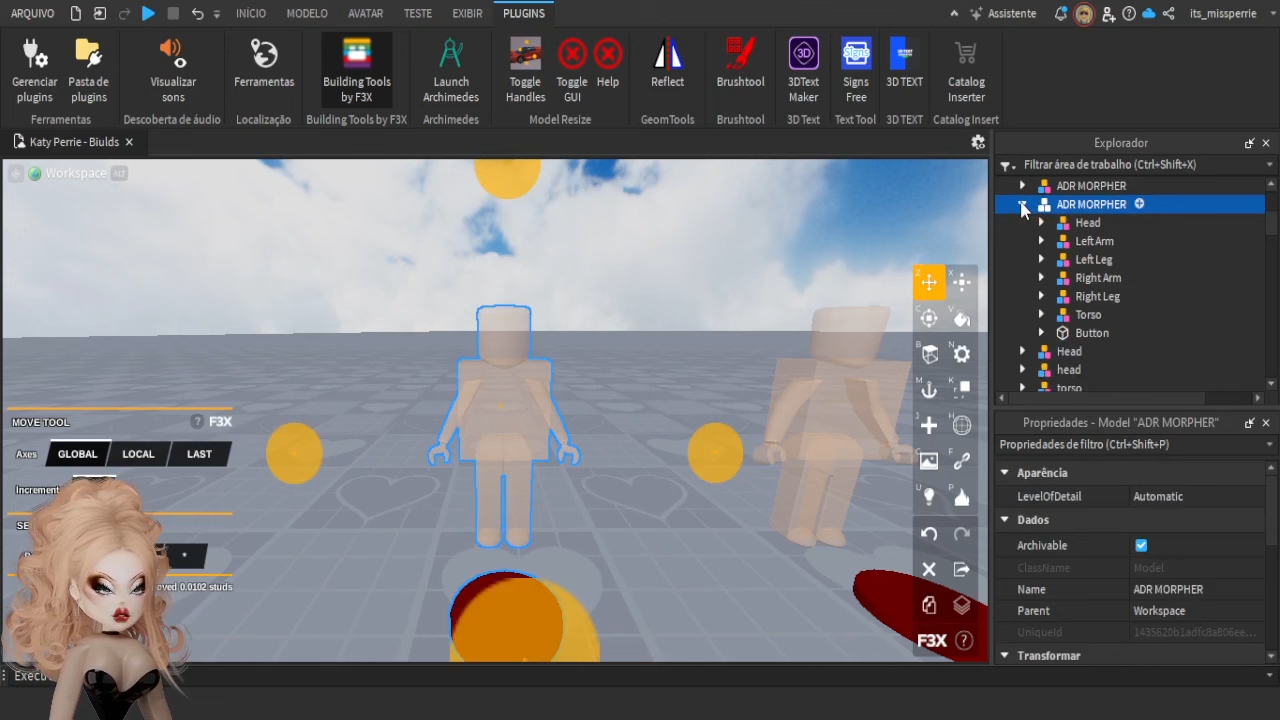 ARQUIVO
INÍCIO
MODELO
AVATAR
TESTE
EXIBIR
PLUGINS
Assistente
its_missperrie
Gerenciar plugins
Pasta de plugins
Visualizar sons
Ferramentas
Building Tools by F3X
Launch Archimedes
Toggle Handles
Toggle GUI
Help
Reflect
Brushtool
3DText Maker
Signs Free
3D TEXT
Catalog Inserter
Ferramentas
Descoberta de áudio
Localização
Building Tools by F3X
Archimedes
Model Resize
GeomTools
Brushtool
3D Text
Text Tool
3D TEXT
Catalog Insert
Katy Perrie - Biulds
Workspace
ALT
Explorador
Filtrar área de trabalho (Ctrl+Shift+X)
ADR MORPHER
ADR MORPHER
Head
Left Arm
Left Leg
Right Arm
Right Leg
Torso
Button
Head
head
torso
Propriedades - Model "ADR MORPHER"
Propriedades de filtro (Ctrl+Shift+P)
Aparência
LevelOfDetail Automatic
Dados
Archivable
ClassName Model
Name ADR MORPHER
Parent Workspace
UniqueId 1435620b1adfc8a806ee...
Transformar
MOVE TOOL
? F3X
Axes GLOBAL LOCAL LAST
Increment
SE
oved 0.0102 studs
F3X ?
Execu